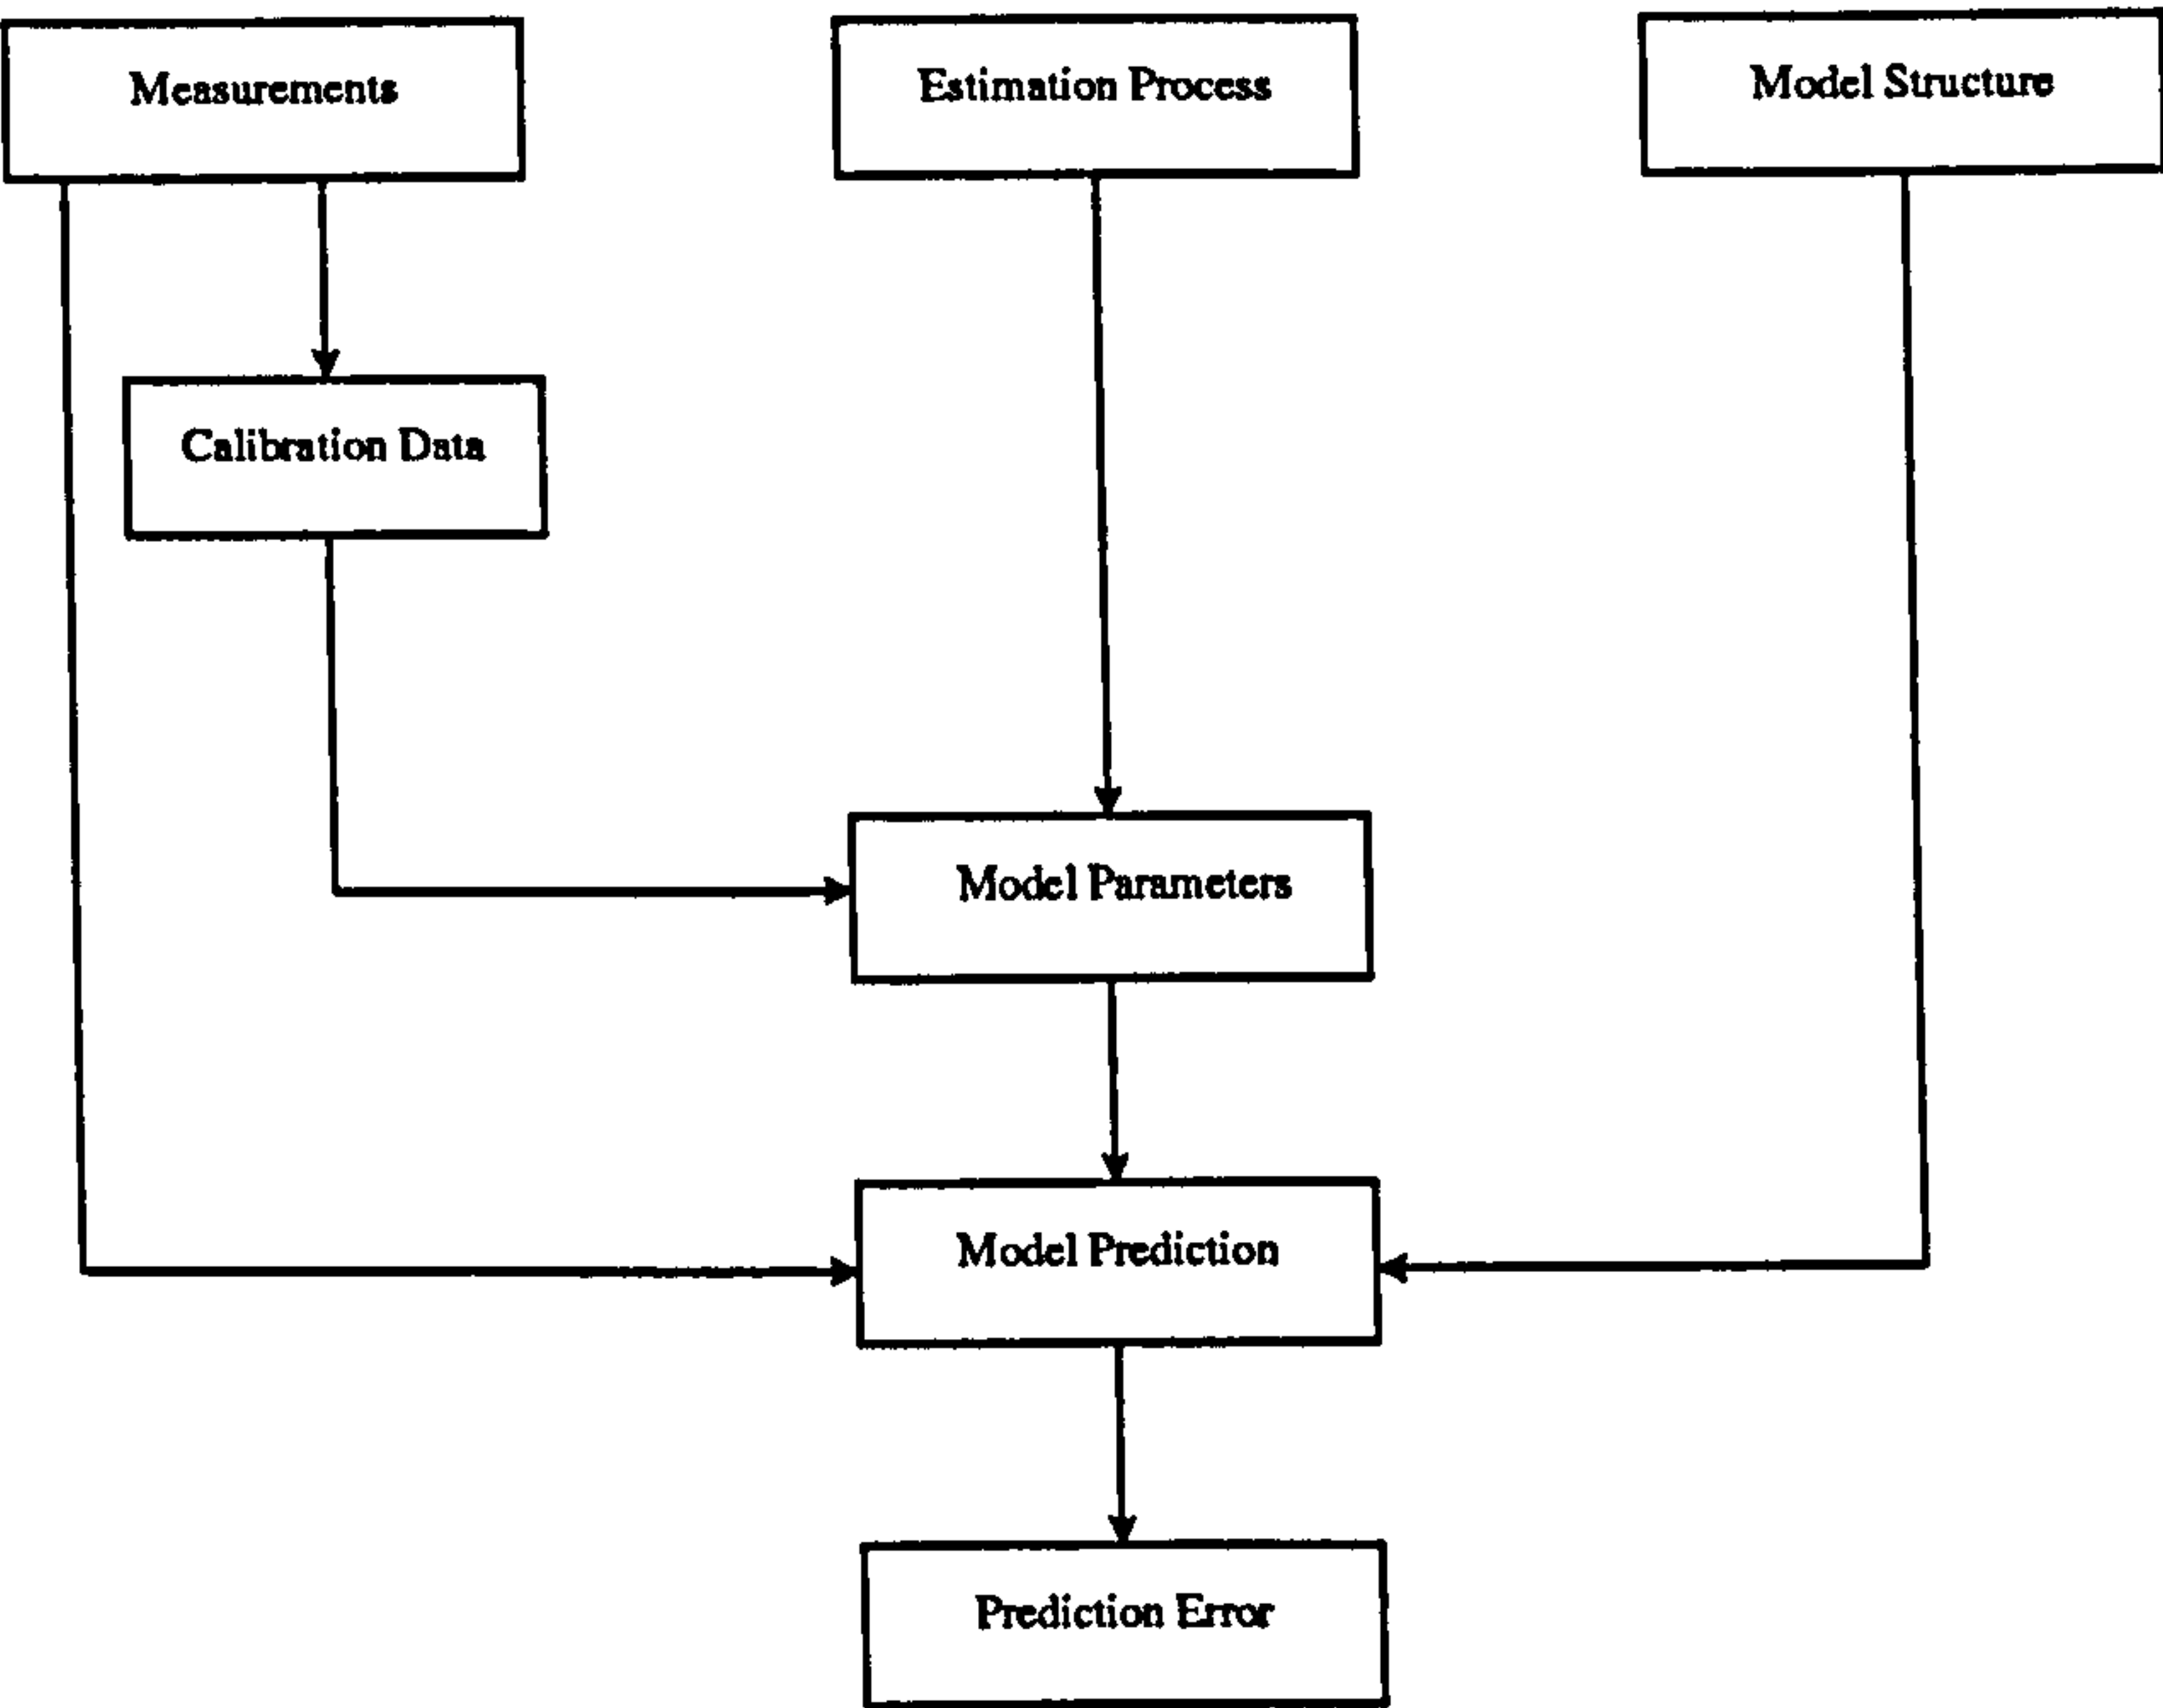 Measurements
Estimation Process
Model Structure
Calibration Data
Model Parameters
Model Prediction
Prediction Error